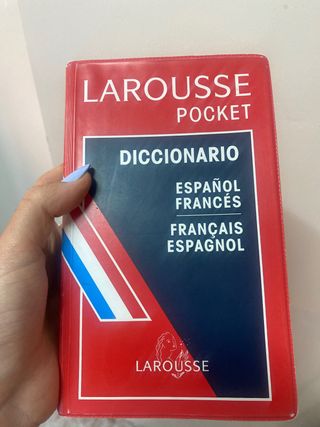 LAROUSSE
POCKET
DICCIONARIO
ESPAÑOL
FRANCÉS
FRANÇAIS
ESPAGNOL
LAROUSSE